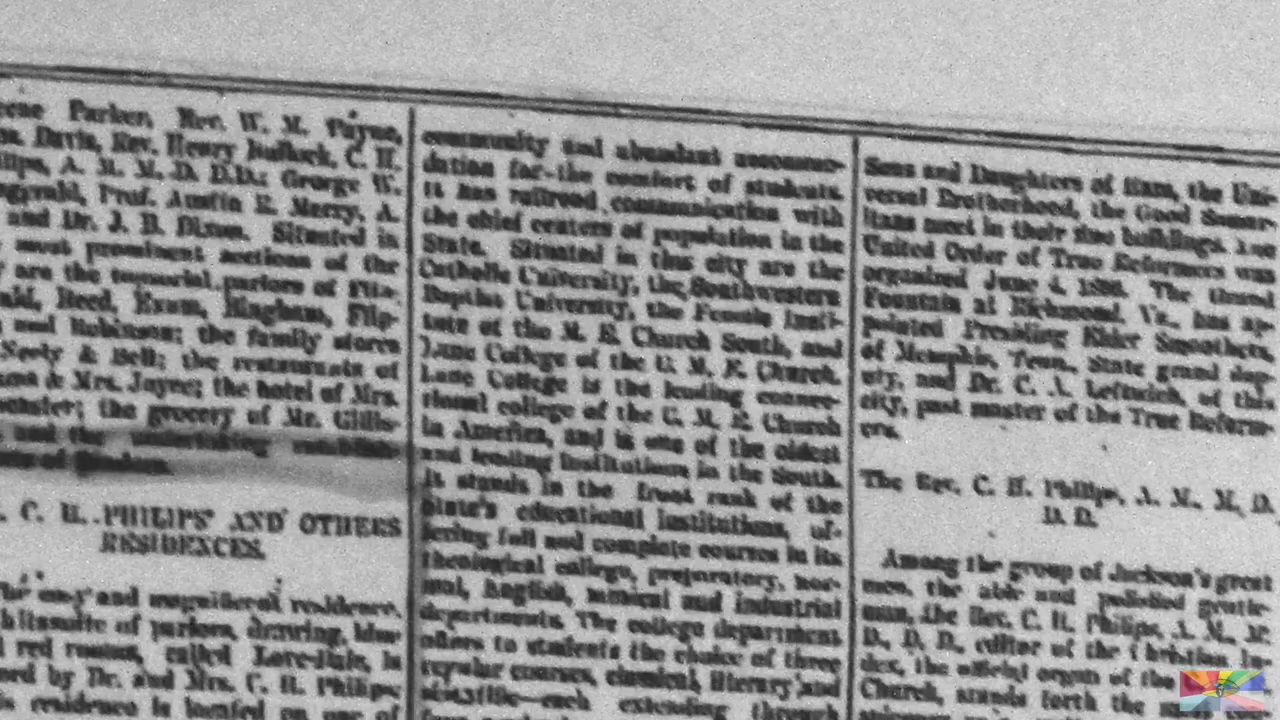 Parker, Rev. W. M. Payne,
Davis, Rev. Henry Bullock, C. H.
A. M. M. D. D.D.; George W.
Prof. Austin R. Merry, A.
and Dr. J. B. Dixon. Situated in
most prominent sections of the
are the tonsorial parlors of
Reed, Exum, Bingham,
and Robinson; the family stores
Neely & Bell; the restaurants of
& Mrs. Joyce; the hotel of Mrs.
the grocery of Mr. Gillis-
and the undertaking

C. H. PHILIPS' AND OTHERS
RESIDENCES.
The cosy and magnificent residence,
suite of parlors, drawing, blue
red rooms, called is
by Dr. and Mrs. C. H. Philips,
residence is located on one of
community and abundant accommo-
dation for the comfort of students.
It has railroad communication with
the chief centers of population in the
State. Situated in this city are the
Catholic University, the Southwestern
Baptist University, the Female Insti-
tute of the M. E. Church South, and
Lane College of the C. M. E. Church.
Lane College is the leading connec-
tional college of the C. M. E. Church
in America, and is one of the oldest
and leading institutions in the South.
It stands in the front rank of the
State's educational institutions, of-
fering full and complete courses in its
theological college, preparatory, nor-
mal, English, musical and industrial
departments. The college department
offers to students the choice of three
regular courses, classical, literary and
scientific—each extending through
Sons and Daughters of Ham, the Uni-
versal Brotherhood, the Good Samar-
itans meet in their fine buildings. The
United Order of True Reformers was
organized June 4, The Grand
Fountain at Richmond, Va., has ap-
pointed Presiding Elder Smoothers,
of Memphis, Tenn., State grand dep-
uty, and Dr. C. A. Leftwich, of this
city, past master of the True Reform-
ers.
The Rev. C. H. Philips, A. M., M. D.
D. D.
Among the group of Jackson's great
men, the able and polished gentle-
man, the Rev. C. H. Philips, A. M., M.
D., D. D., editor of the Christian In-
dex, the official organ of the
Church, stands forth the